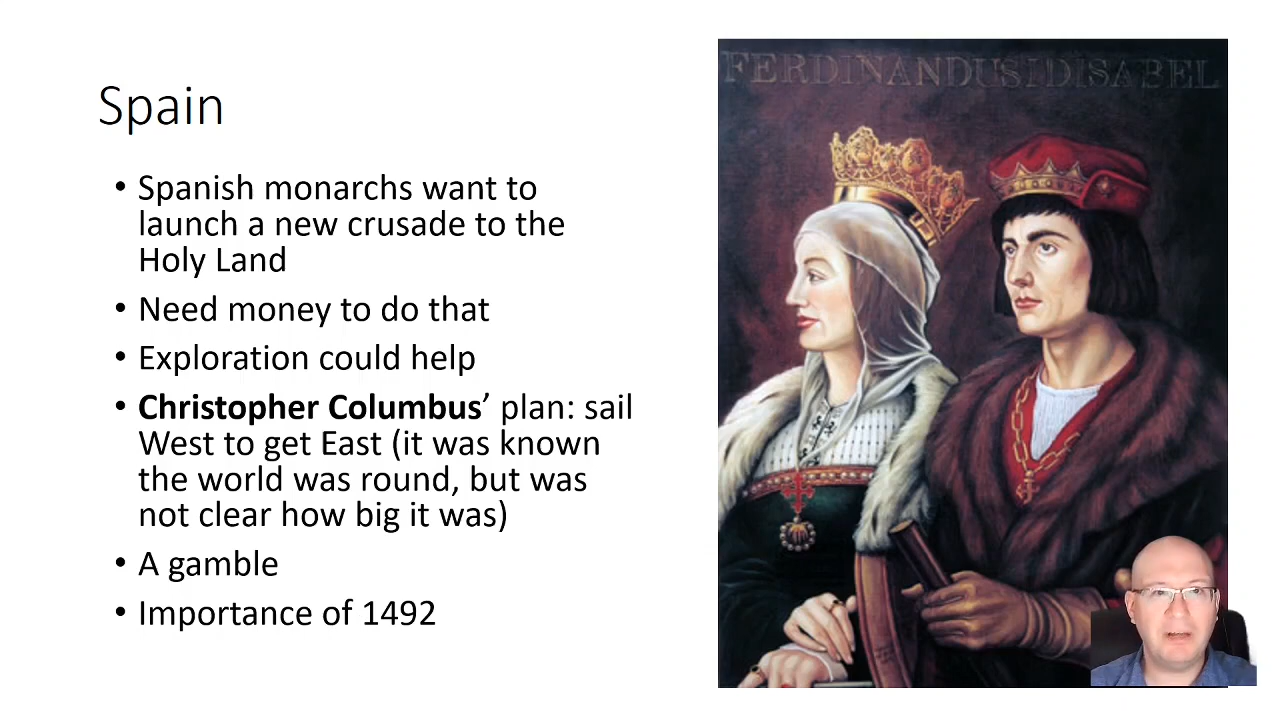 FERDINANDUS
Spain
• Spanish monarchs want to
launch a new crusade to the
Holy Land
• Need money to do that
• Exploration could help
• Christopher Columbus’ plan: sail
West to get East (it was known
the world was round, but was
not clear how big it was)
• A gamble
• Importance of 1492